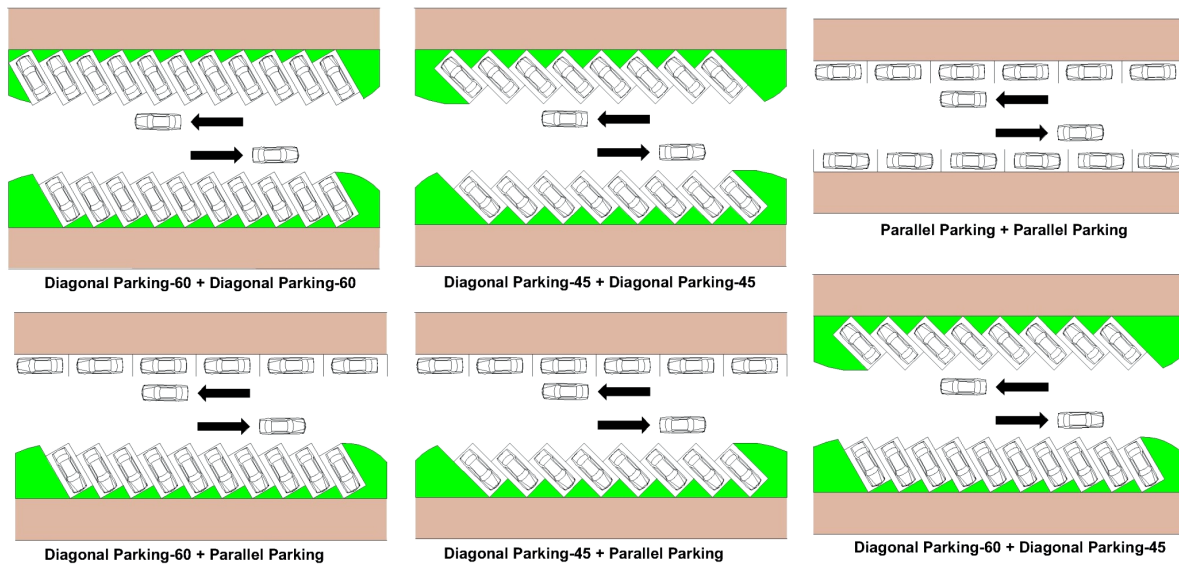 Diagonal Parking-60 + Diagonal Parking-60
Diagonal Parking-45 + Diagonal Parking-45
Parallel Parking + Parallel Parking
Diagonal Parking-60 + Parallel Parking
Diagonal Parking-45 + Parallel Parking
Diagonal Parking-60 + Diagonal Parking-45